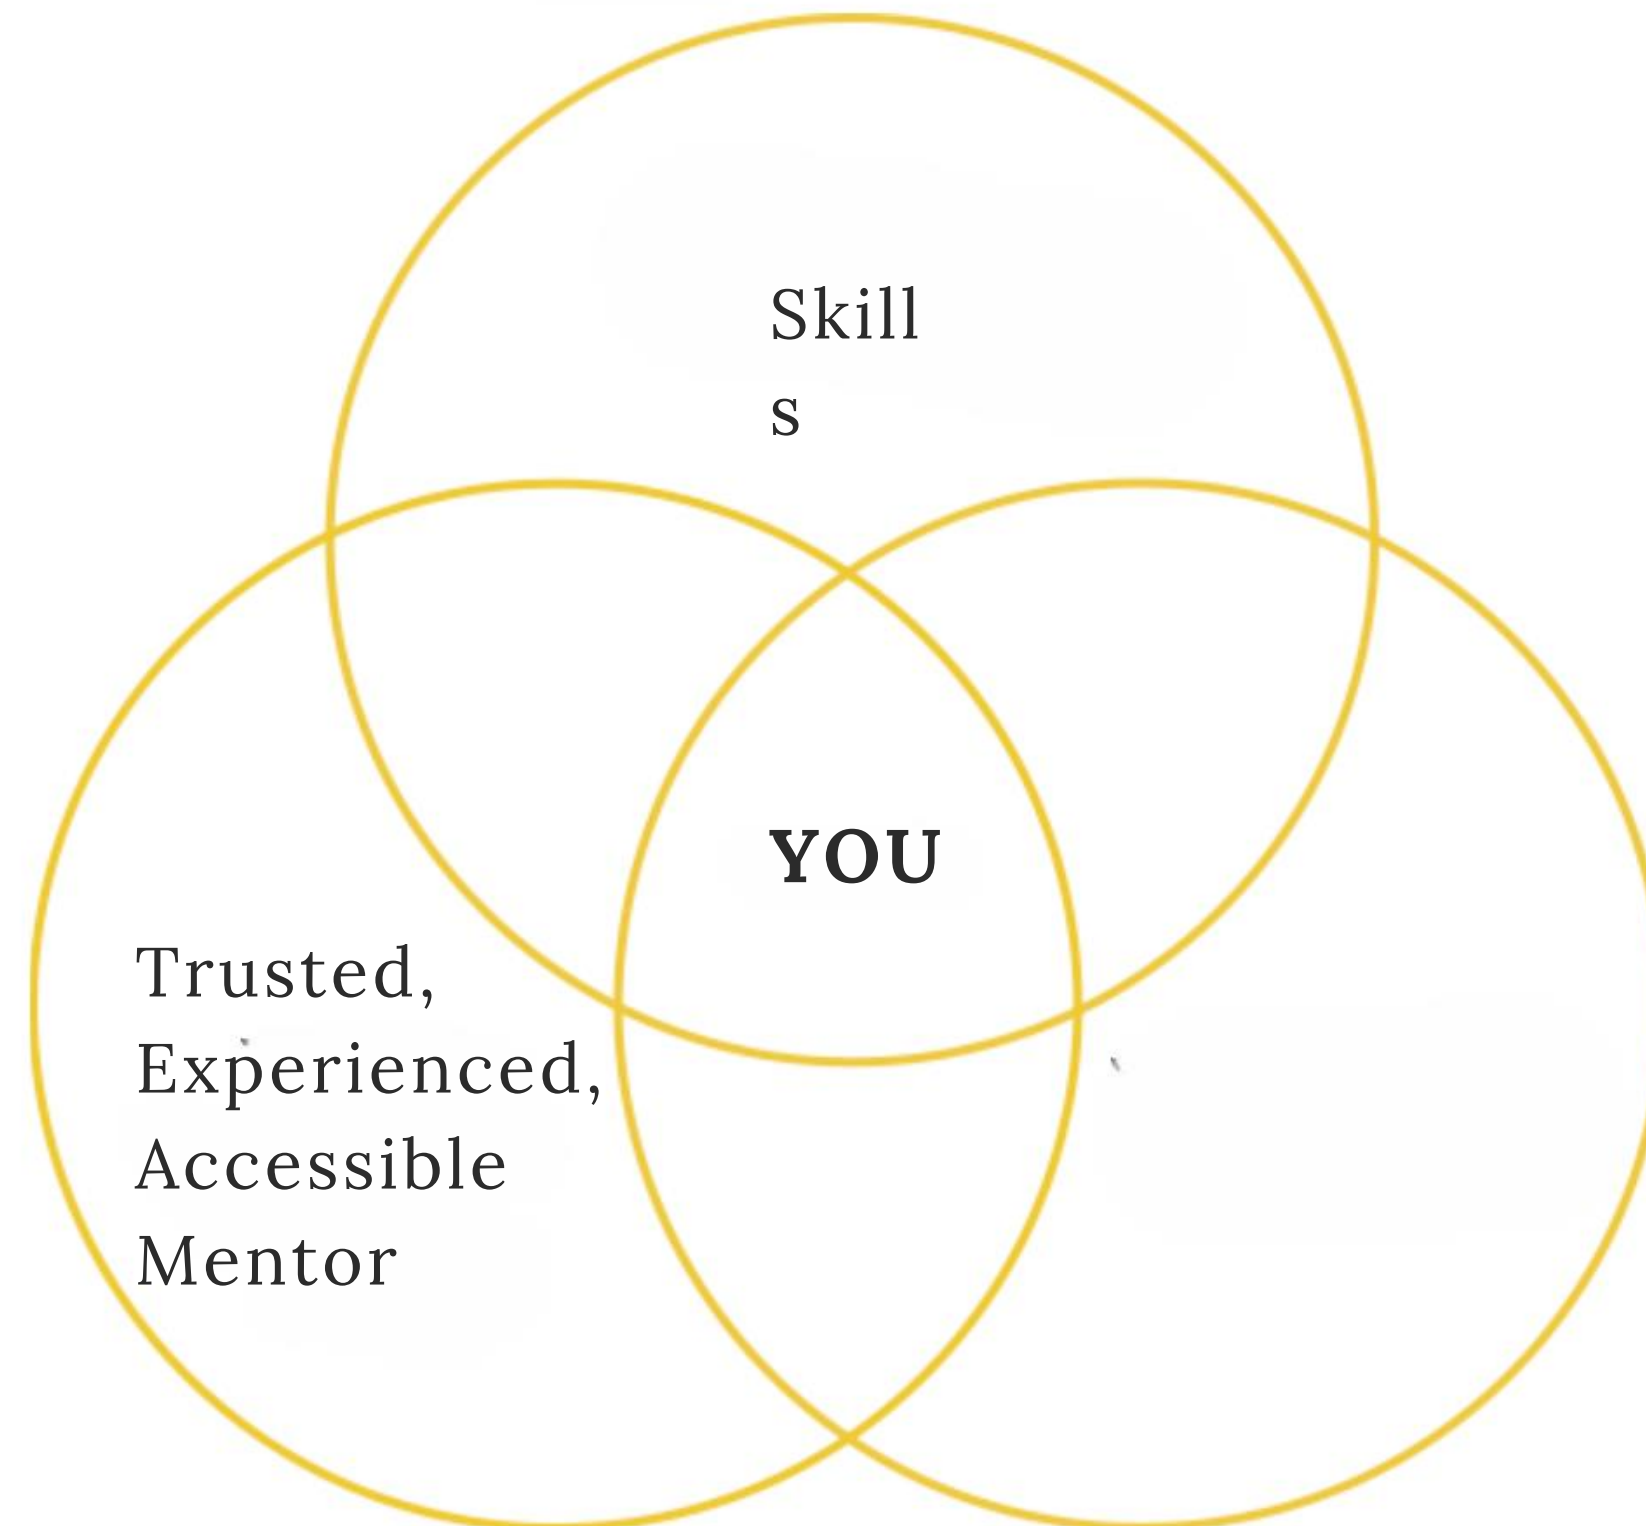 Skill
s
YOU
Trusted,
Experienced,
Accessible
Mentor